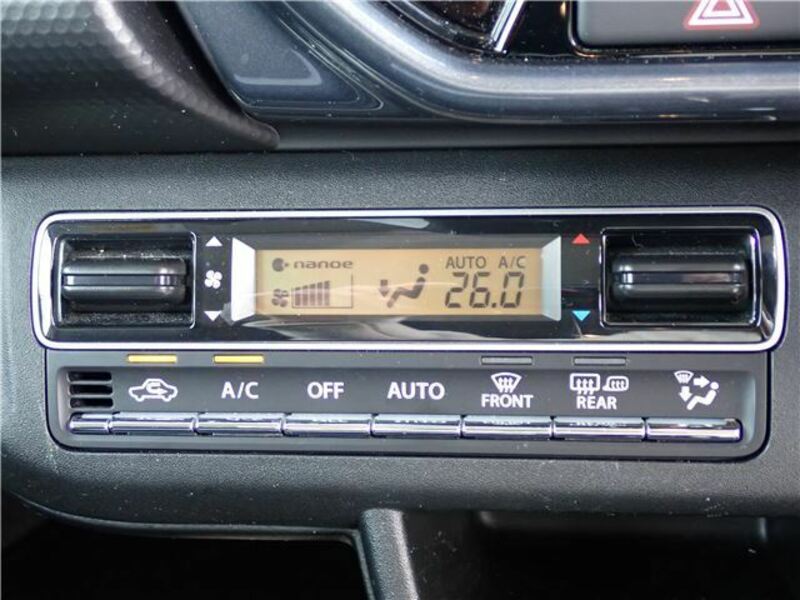 nanoe
AUTO A/C
26.0
A/C OFF AUTO FRONT REAR